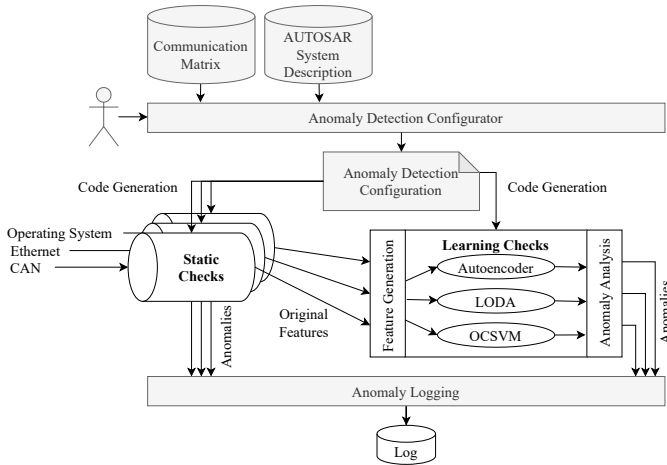 Communication
Matrix
AUTOSAR
System
Description
Anomaly Detection Configurator
Anomaly Detection
Configuration
Code Generation
Code Generation
Operating System
Ethernet
CAN
Static
Checks
Original
Features
Feature Generation
Learning Checks
Autoencoder
LODA
OCSVM
Anomaly Analysis
Anomalies
Anomalies
Anomaly Logging
Log